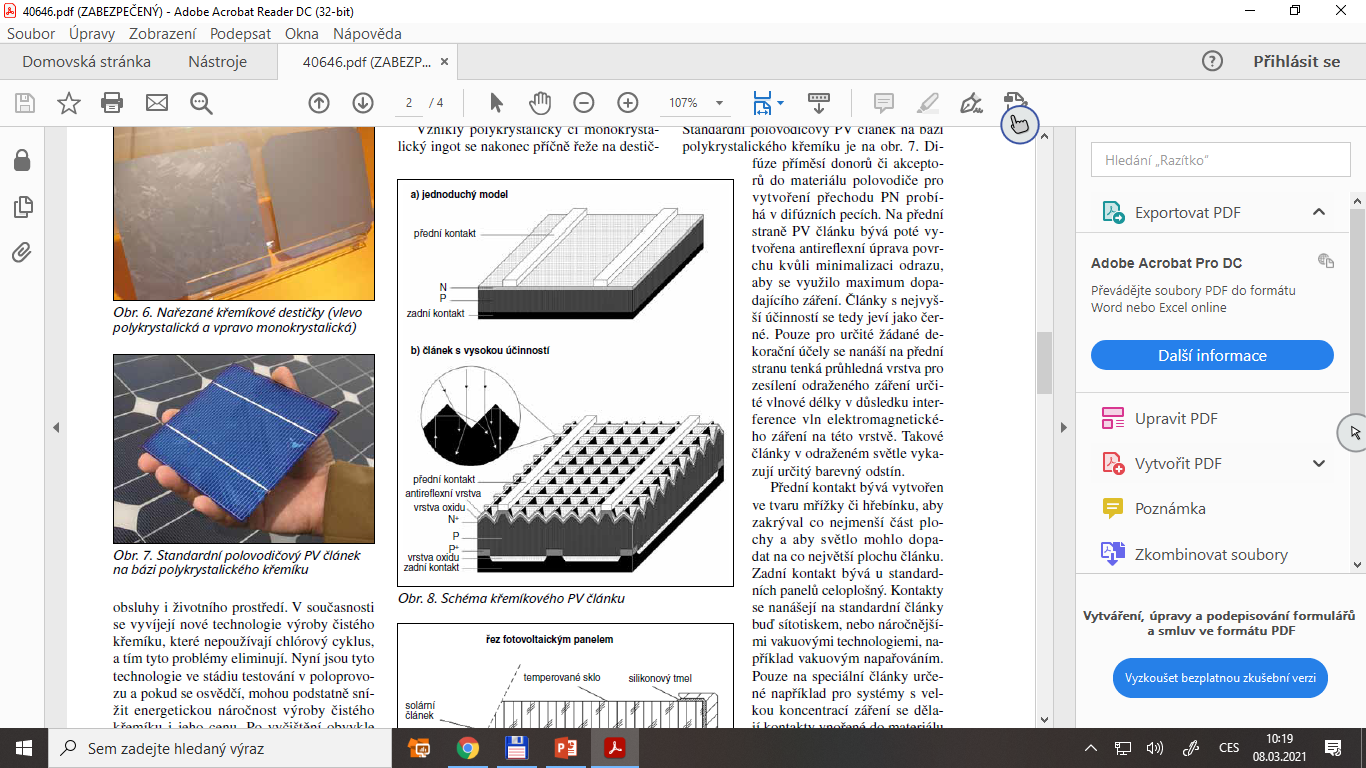 40646.pdf (ZABEZPEČENÝ) - Adobe Acrobat Reader DC (32-bit)
Soubor Úpravy Zobrazení Podepsat Okna Nápověda
Domovská stránka Nástroje 40646.pdf (ZABEZP... × Přihlásit se
2 / 4 107%
Obr. 6. Nařezané křemíkové destičky (vlevo
polykrystalická a vpravo monokrystalická)
Obr. 7. Standardní polovodičový PV článek
na bázi polykrystalického křemíku
obsluhy i životního prostředí. V současnosti
se vyvíjejí nové technologie výroby čistého
křemíku, které nepoužívají chlórový cyklus,
a tím tyto problémy eliminují. Nyní jsou tyto
technologie ve stádiu testování v poloprovo-
zu a pokud se osvědčí, mohou podstatně sní-
žit energetickou náročnost výroby čistého
křemíku i jeho cenu. Po vyčištění obvykle
Vzniklý polykrystalický či monokrysta-
lický ingot se nakonec příčně řeže na destič-
a) jednoduchý model
přední kontakt
N
P
zadní kontakt
b) článek s vysokou účinností
přední kontakt
antireflexní vrstva
vrstva oxidu
N+
P
P+
vrstva oxidu
zadní kontakt
Obr. 8. Schéma křemíkového PV článku
řez fotovoltaickým panelem
temperované sklo silikonový tmel
solární
článek
Standardní polovodičový PV článek na bázi
polykrystalického křemíku je na obr. 7. Di-
fúze příměsí donorů či akcepto-
rů do materiálu polovodiče pro
vytvoření přechodu PN probí-
há v difúzních pecích. Na přední
straně PV článku bývá poté vy-
tvořena antireflexní úprava povr-
chu kvůli minimalizaci odrazu,
aby se využilo maximum dopa-
dajícího záření. Články s nejvyš-
ší účinností se tedy jeví jako čer-
né. Pouze pro určité žádané de-
korační účely se nanáší na přední
stranu tenká průhledná vrstva pro
zesílení odraženého záření urči-
té vlnové délky v důsledku inter-
ference vln elektromagnetické-
ho záření na této vrstvě. Takové
články v odraženém světle vyka-
zují určitý barevný odstín.
Přední kontakt bývá vytvořen
ve tvaru mřížky či hřebínku, aby
zakrýval co nejmenší část plo-
chy a aby světlo mohlo dopa-
dat na co největší plochu článku.
Zadní kontakt bývá u standard-
ních panelů celoplošný. Kontakty
se nanášejí na standardní články
buď sítotiskem, nebo náročnější-
mi vakuovými technologiemi, na-
příklad vakuovým napařováním.
Pouze na speciální články urče-
né například pro systémy s vel-
kou koncentrací záření se děla-
jí kontakty vnořené do materiálu
Hledání „Razítko“
Exportovat PDF
Adobe Acrobat Pro DC
Převádějte soubory PDF do formátu
Word nebo Excel online
Další informace
Upravit PDF
Vytvořit PDF
Poznámka
Zkombinovat soubory
Vytváření, úpravy a podepisování formulářů
a smluv ve formátu PDF
Vyzkoušet bezplatnou zkušební verzi
Sem zadejte hledaný výraz
CES
10:19
08.03.2021